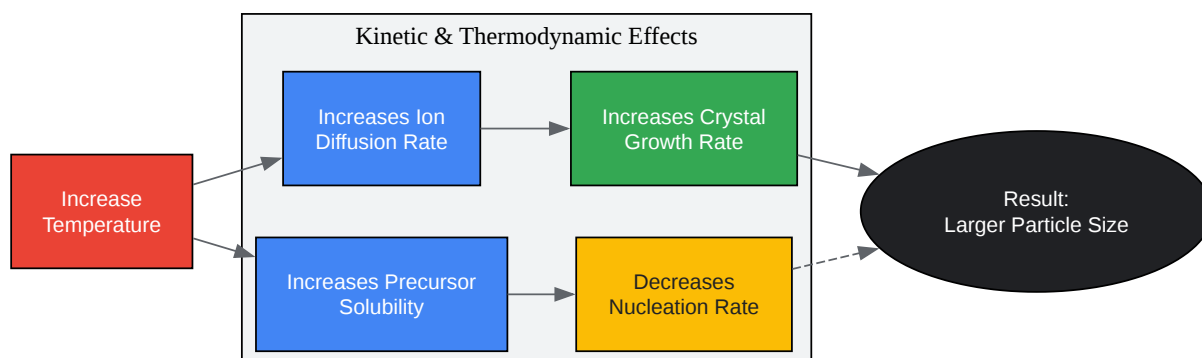 Kinetic & Thermodynamic Effects
Increases Ion
Diffusion Rate
Increases Crystal
Growth Rate
Increase
Temperature
Result:
Larger Particle Size
Increases Precursor
Solubility
Decreases
Nucleation Rate